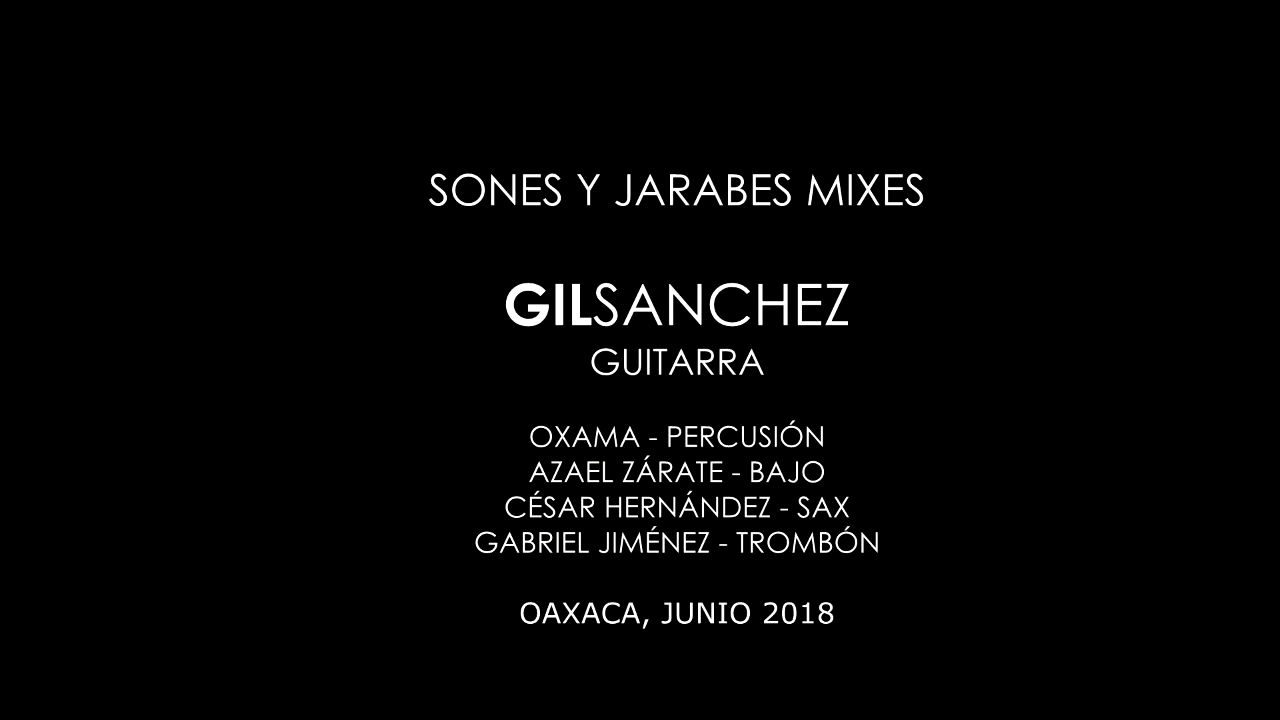 SONES Y JARABES MIXES
GILSANCHEZ
GUITARRA
OXAMA - PERCUSIÓN
AZAEL ZÁRATE - BAJO
CÉSAR HERNÁNDEZ - SAX
GABRIEL JIMÉNEZ - TROMBÓN
OAXACA, JUNIO 2018